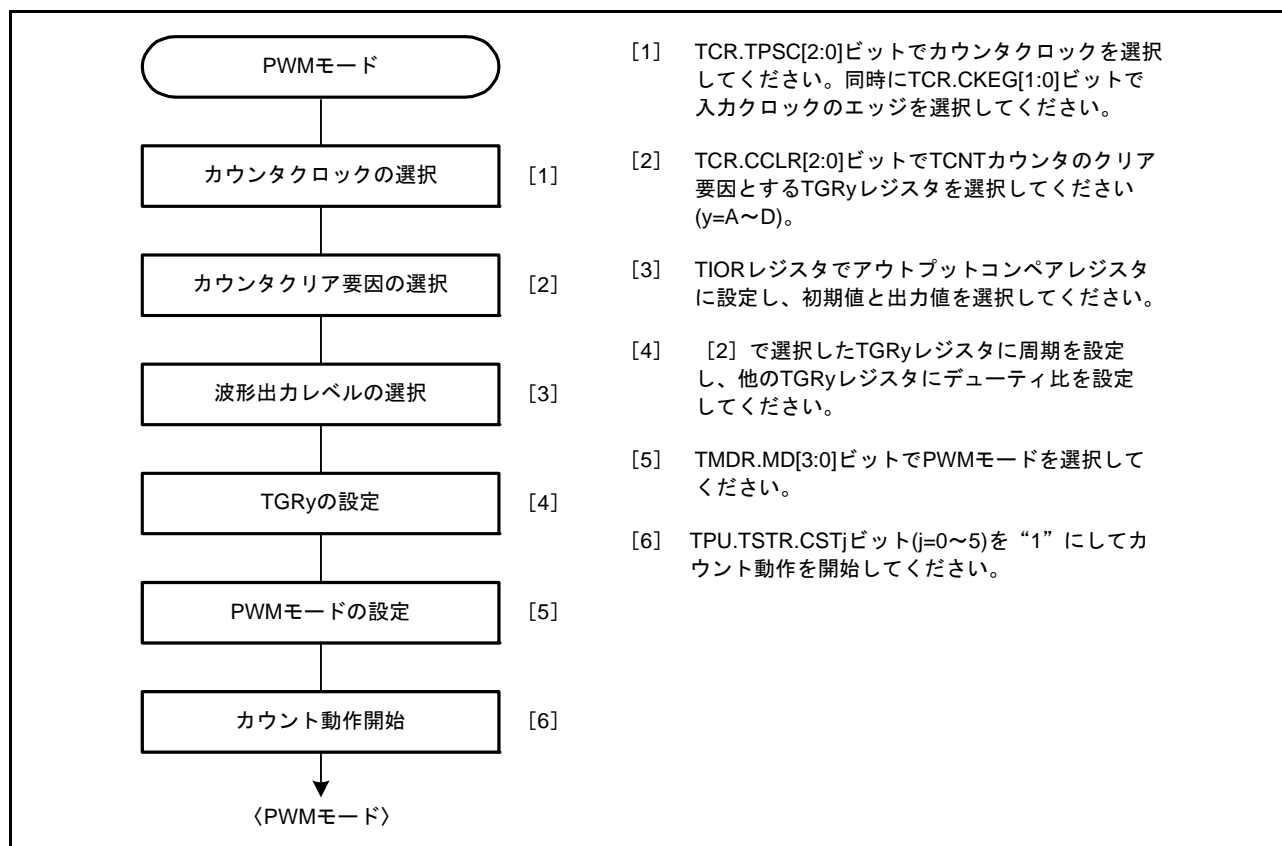 PWMモード
カウンタクロックの選択 [1]
カウンタクリア要因の選択 [2]
波形出力レベルの選択 [3]
TGRyの設定 [4]
PWMモードの設定 [5]
カウント動作開始 [6]
〈PWMモード〉
[1] TCR.TPSC[2:0]ビットでカウンタクロックを選択
してください。同時にTCR.CKEG[1:0]ビットで
入力クロックのエッジを選択してください。
[2] TCR.CCLR[2:0]ビットでTCNTカウンタのクリア
要因とするTGRyレジスタを選択してください
(y=A～D)。
[3] TIORレジスタでアウトプットコンペアレジスタ
に設定し、初期値と出力値を選択してください。
[4] [2]で選択したTGRyレジスタに周期を設定
し、他のTGRyレジスタにデューティ比を設定
してください。
[5] TMDR.MD[3:0]ビットでPWMモードを選択して
ください。
[6] TPU.TSTR.CSTjビット(j=0～5)を“1”にしてカ
ウント動作を開始してください。